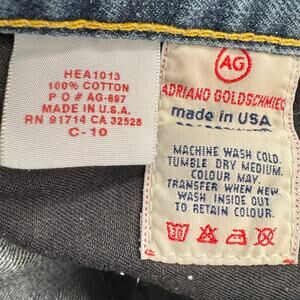 HEA1013
100% COTTON
P O # AG-697
MADE IN U.S.A.
RN 91714 CA 32528
C-10
AG
ADRIANO GOLDSCHMIED
made in USA
MACHINE WASH COLD.
TUMBLE DRY MEDIUM.
COLOUR MAY
TRANSFER WHEN NEW.
WASH INSIDE OUT
TO RETAIN COLOUR.
30